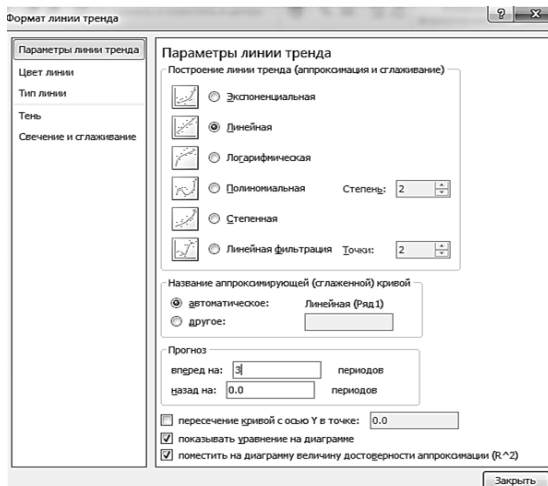 Формат линии тренда
Параметры линии тренда
Цвет линии
Тип линии
Тень
Свечение и сглаживание
Параметры линии тренда
Построение линии тренда (аппроксимация и сглаживание)
Экспоненциальная
Линейная
Логарифмическая
Полиномиальная Степень: 2
Степенная
Линейная фильтрация Точки: 2
Название аппроксимирующей (сглаженной) кривой
автоматическое: Линейная (Ряд1)
другое:
Прогноз
вперед на: 3 периодов
назад на: 0.0 периодов
пересечение кривой с осью Y в точке: 0.0
показывать уравнение на диаграмме
поместить на диаграмму величину достоверности аппроксимации (R^2)
Закрыть